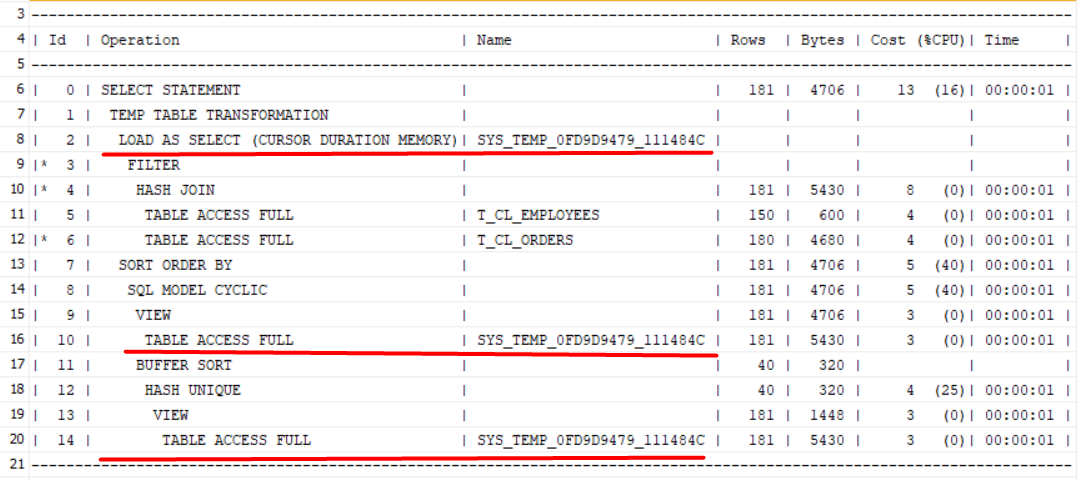 3 ------------------------------------------------------------------------------------------------------------------------
4 | Id  | Operation                                | Name                       | Rows  | Bytes | Cost (%CPU)| Time     |
5 ------------------------------------------------------------------------------------------------------------------------
6 |   0 | SELECT STATEMENT                         |                            |   181 |  4706 |    13  (16)| 00:00:01 |
7 |   1 |  TEMP TABLE TRANSFORMATION               |                            |       |       |            |          |
8 |   2 |   LOAD AS SELECT (CURSOR DURATION MEMORY)| SYS_TEMP_0FD9D9479_111484C |       |       |            |          |
9 |*  3 |    FILTER                                |                            |       |       |            |          |
10 |*  4 |     HASH JOIN                            |                            |   181 |  5430 |     8   (0)| 00:00:01 |
11 |   5 |      TABLE ACCESS FULL                   | T_CL_EMPLOYEES             |   150 |   600 |     4   (0)| 00:00:01 |
12 |*  6 |      TABLE ACCESS FULL                   | T_CL_ORDERS                |   180 |  4680 |     4   (0)| 00:00:01 |
13 |   7 |   SORT ORDER BY                          |                            |   181 |  4706 |     5  (40)| 00:00:01 |
14 |   8 |    SQL MODEL CYCLIC                      |                            |   181 |  4706 |     5  (40)| 00:00:01 |
15 |   9 |     VIEW                                 |                            |   181 |  4706 |     3   (0)| 00:00:01 |
16 |  10 |      TABLE ACCESS FULL                   | SYS_TEMP_0FD9D9479_111484C |   181 |  5430 |     3   (0)| 00:00:01 |
17 |  11 |     BUFFER SORT                          |                            |    40 |   320 |            |          |
18 |  12 |      HASH UNIQUE                         |                            |    40 |   320 |     4  (25)| 00:00:01 |
19 |  13 |       VIEW                               |                            |   181 |  1448 |     3   (0)| 00:00:01 |
20 |  14 |        TABLE ACCESS FULL                 | SYS_TEMP_0FD9D9479_111484C |   181 |  5430 |     3   (0)| 00:00:01 |
21 ------------------------------------------------------------------------------------------------------------------------